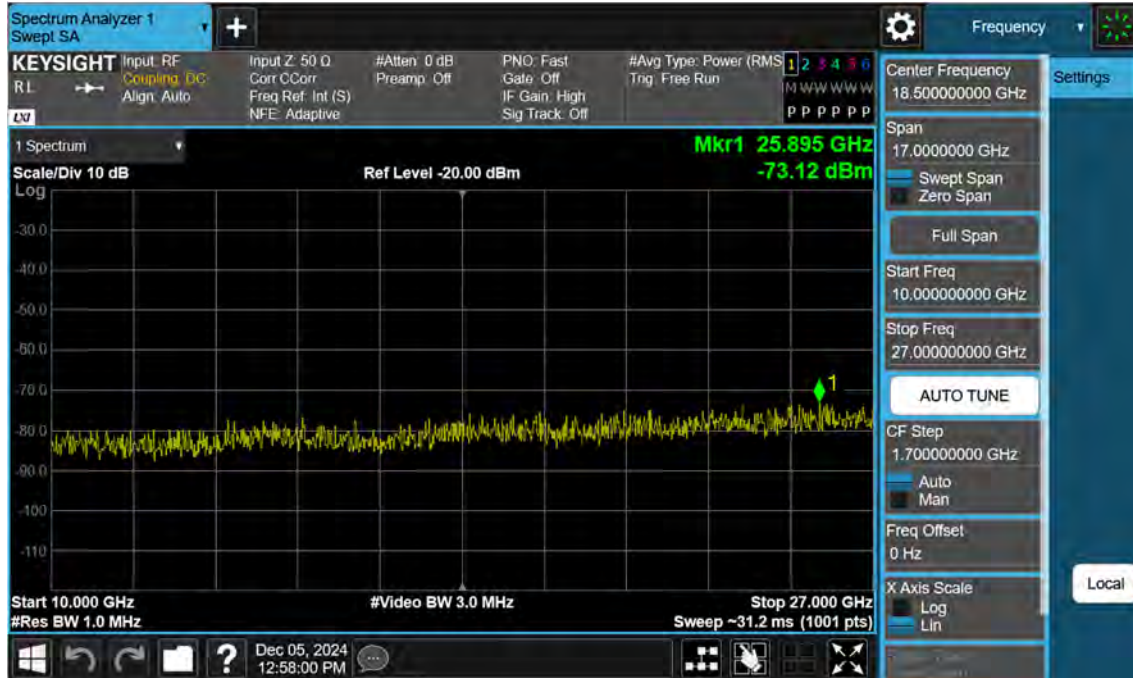 Spectrum Analyzer 1
Swept SA
+
Frequency
KEYSIGHT
RL
LXI
Input: RF
Coupling: DC
Align: Auto
Input Z: 50 Ω
Corr CCorr
Freq Ref: Int (S)
NFE: Adaptive
#Atten: 0 dB
Preamp: Off
PNO: Fast
Gate: Off
IF Gain: High
Sig Track: Off
#Avg Type: Power (RMS
Trig: Free Run
1 2 3 4 5 6
M W W W W W
P P P P P P
1 Spectrum
Scale/Div 10 dB
Ref Level -20.00 dBm
Mkr1 25.895 GHz
-73.12 dBm
Log
-30.0
-40.0
-50.0
-60.0
-70.0
-80.0
-90.0
-100
-110
1
Start 10.000 GHz
#Res BW 1.0 MHz
#Video BW 3.0 MHz
Stop 27.000 GHz
Sweep ~31.2 ms (1001 pts)
Center Frequency
18.500000000 GHz
Span
17.0000000 GHz
Swept Span
Zero Span
Full Span
Start Freq
10.000000000 GHz
Stop Freq
27.000000000 GHz
AUTO TUNE
CF Step
1.700000000 GHz
Auto
Man
Freq Offset
0 Hz
X Axis Scale
Log
Lin
Settings
Local
?
Dec 05, 2024
12:58:00 PM